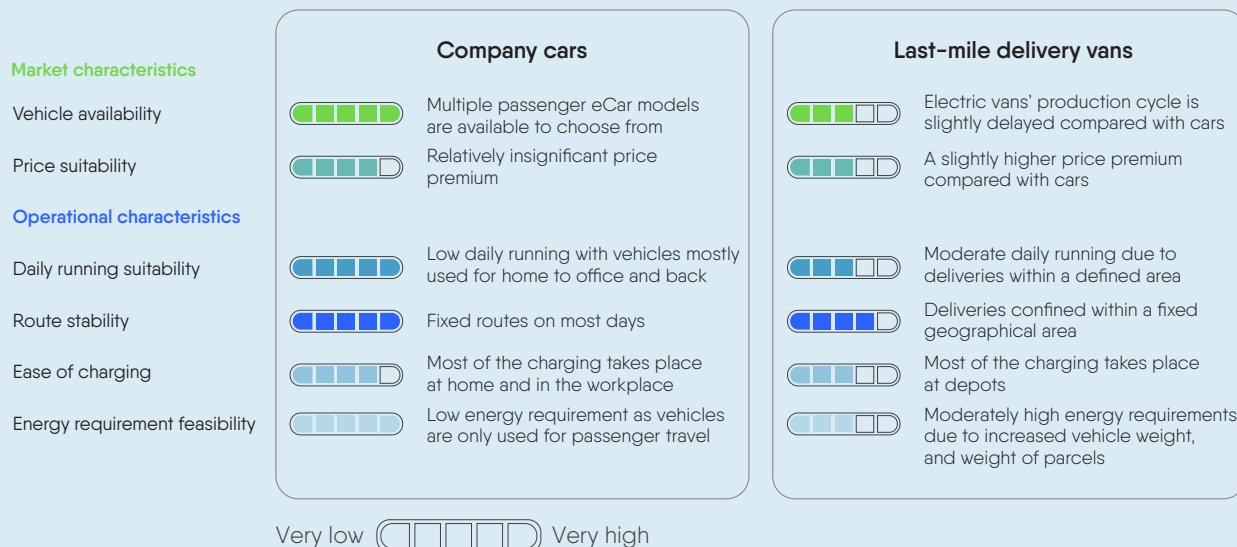 Company cars
Last-mile delivery vans
Market characteristics
Vehicle availability
Multiple passenger eCar models
are available to choose from
Electric vans’ production cycle is
slightly delayed compared with cars
Price suitability
Relatively insignificant price
premium
A slightly higher price premium
compared with cars
Operational characteristics
Daily running suitability
Low daily running with vehicles mostly
used for home to office and back
Moderate daily running due to
deliveries within a defined area
Route stability
Fixed routes on most days
Deliveries confined within a fixed
geographical area
Ease of charging
Most of the charging takes place
at home and in the workplace
Most of the charging takes place
at depots
Energy requirement feasibility
Low energy requirement as vehicles
are only used for passenger travel
Moderately high energy requirements
due to increased vehicle weight,
and weight of parcels
Very low
Very high